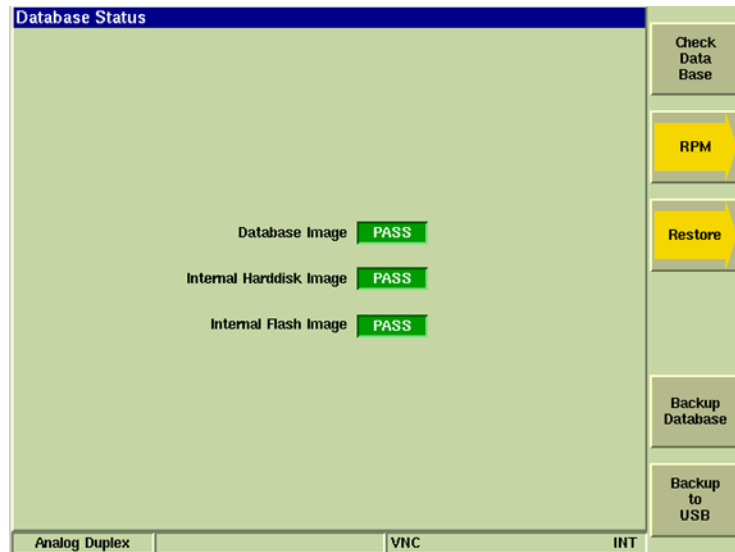 Database Status
Database Image PASS
Internal Harddisk Image PASS
Internal Flash Image PASS
Check
Data
Base
RPM
Restore
Backup
Database
Backup
to
USB
Analog Duplex VNC INT